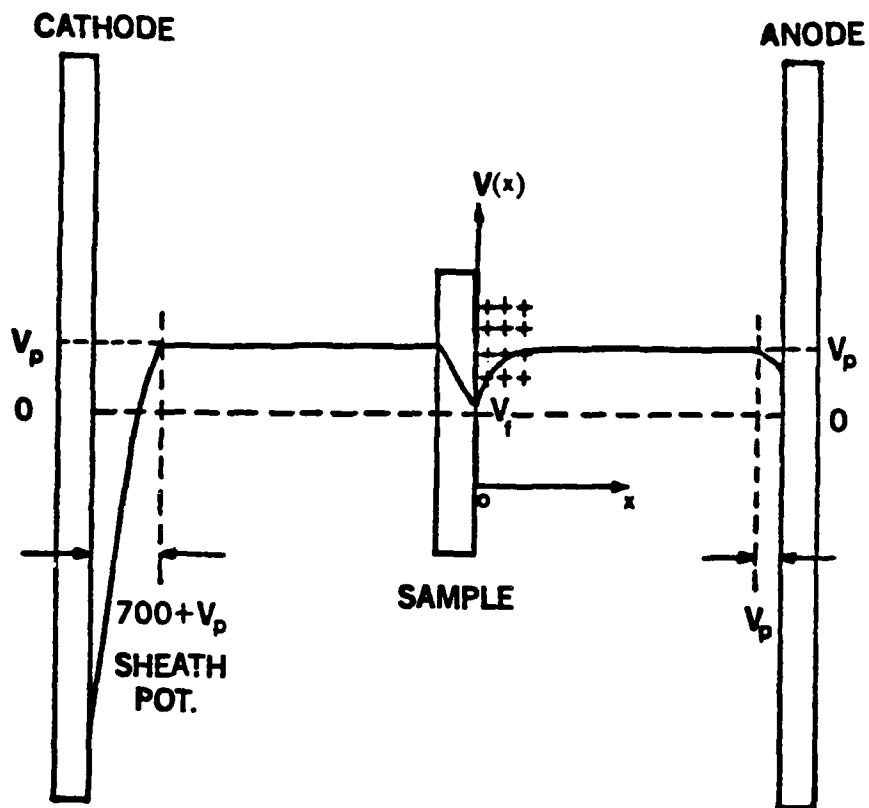 CATHODE
ANODE
V(x)
++++
++++
++++
++++
Vp
Vp
0
Vf
0
o
x
SAMPLE
700+Vp
SHEATH
POT.
Vp